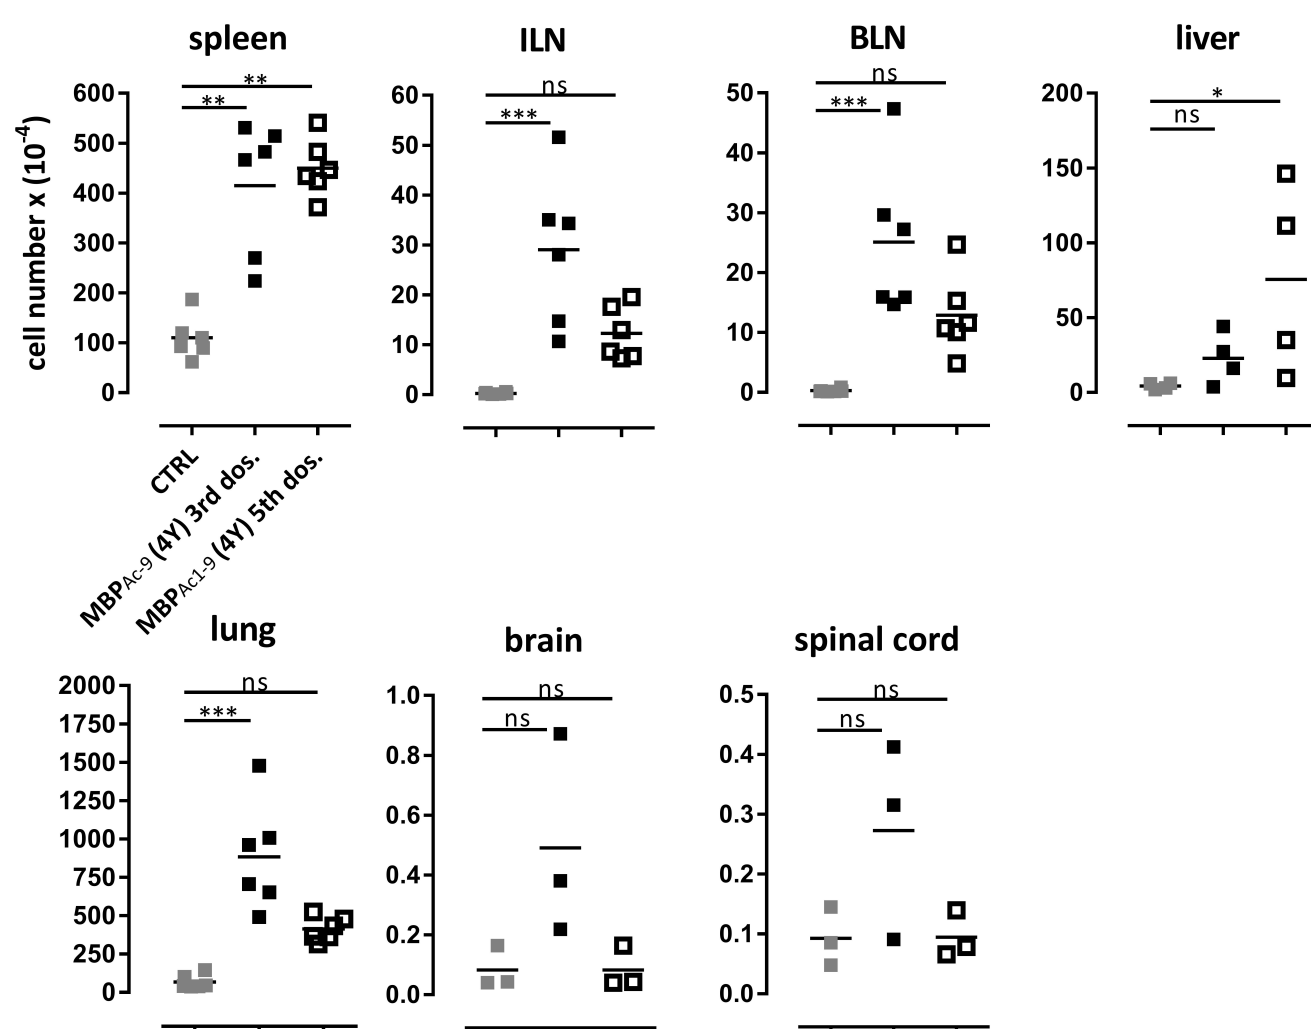 spleen
ILN
BLN
liver
cell number x (10-4)
600
500
400
300
200
100
0
**
**
60
50
40
30
20
10
0
ns
***
50
40
30
20
10
0
ns
***
200
150
100
50
0
*
ns
CTRL
MBPAc-9 (4Y) 3rd dos.
MBPAc1-9 (4Y) 5th dos.
lung
brain
spinal cord
2000
1750
1500
1250
1000
750
500
250
0
ns
***
1.0
0.8
0.6
0.4
0.2
0.0
ns
ns
0.5
0.4
0.3
0.2
0.1
0.0
ns
ns